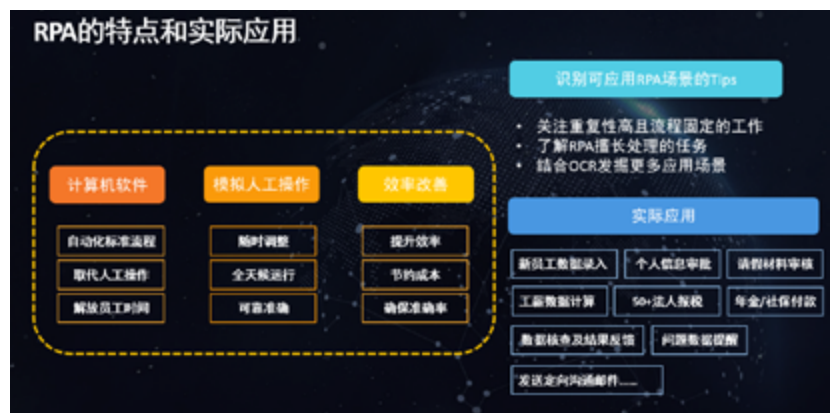 RPA的特点和实际应用
计算机软件
自动化标准流程
取代人工操作
解放员工时间
模拟人工操作
随时调整
全天候运行
可靠准确
效率改善
提升效率
节约成本
确保准确率
识别可应用RPA场景的Tips
• 关注重复性高且流程固定的工作
• 了解RPA擅长处理的任务
• 结合OCR发掘更多应用场景
实际应用
新员工数据录入 个人信息审批 请假材料审核
工薪数据计算 50+法人报税 年金/社保付款
数据核查及结果反馈 问题数据提醒
发送定向沟通邮件……